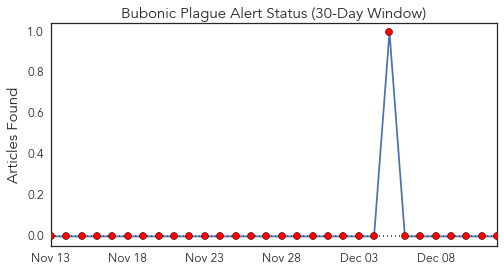 Bubonic Plague Alert Status (30-Day Window)
Articles Found
1.0
0.8
0.6
0.4
0.2
0.0
Nov 13 Nov 18 Nov 23 Nov 28 Dec 03 Dec 08